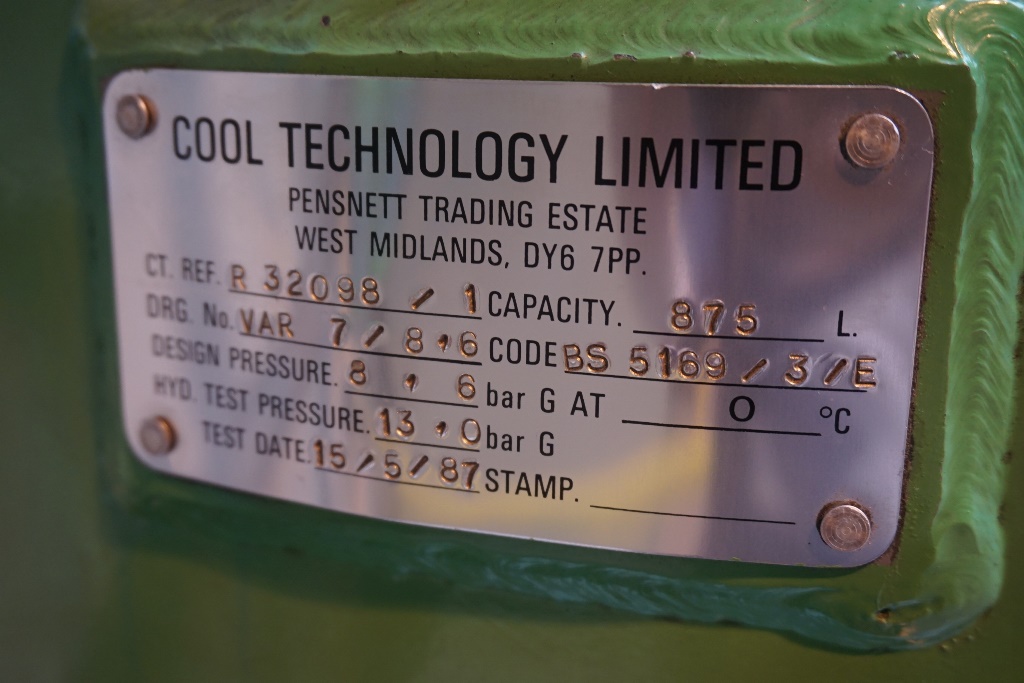 COOL TECHNOLOGY LIMITED
PENSNETT TRADING ESTATE
WEST MIDLANDS, DY6 7PP.
CT. REF. R 32098 / 1 CAPACITY. 875 L.
DRG. No. VAR 7 / 8.6 CODE BS 5169 / 3 / E
DESIGN PRESSURE. 8 . 6 bar G AT 0 °C
HYD. TEST PRESSURE. 13 . 0 bar G
TEST DATE. 15 / 5 / 87 STAMP.